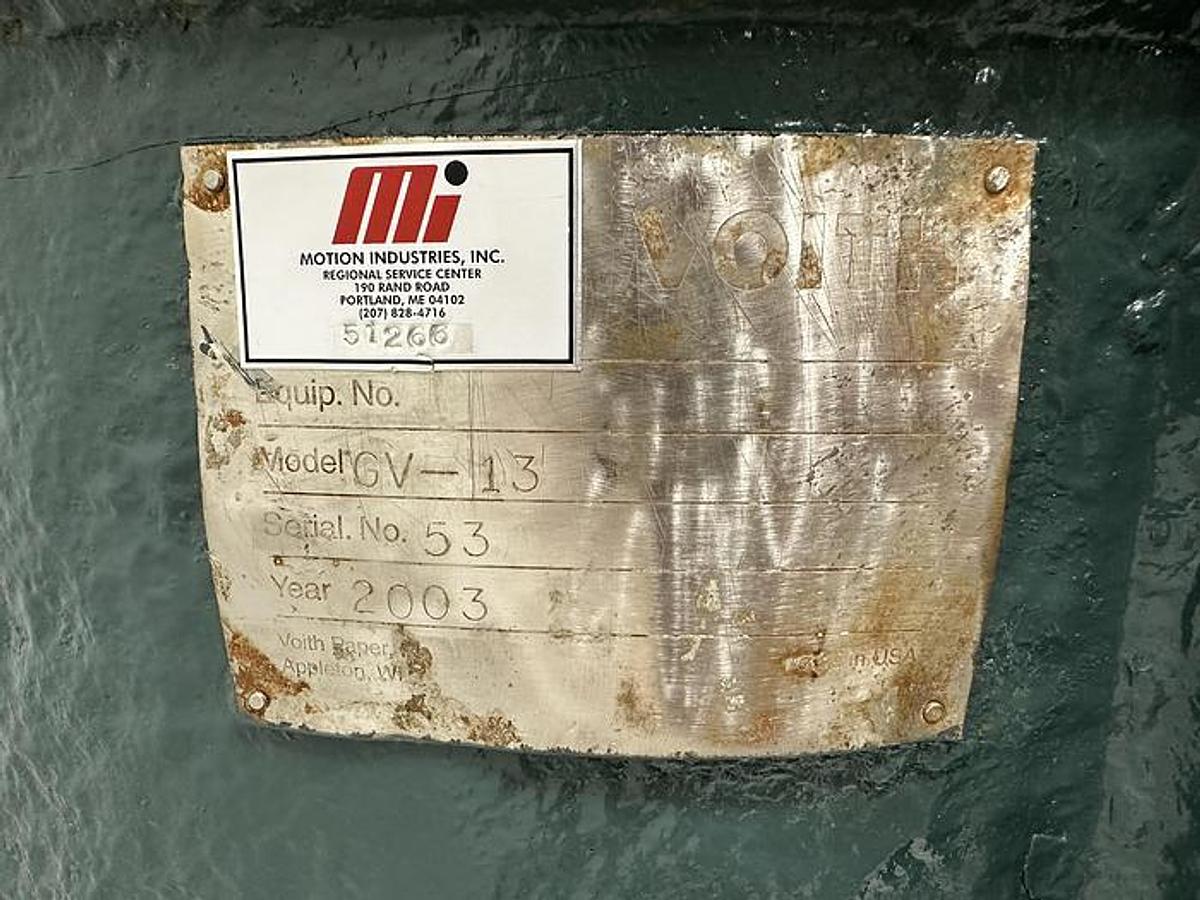 Mi
MOTION INDUSTRIES, INC.
REGIONAL SERVICE CENTER
190 RAND ROAD
PORTLAND, ME 04102
(207) 828-4716
51266
VOITH
Equip. No.
Model GV-13
Serial. No. 53
Year 2003
Voith Paper,
Appleton, WI
in USA